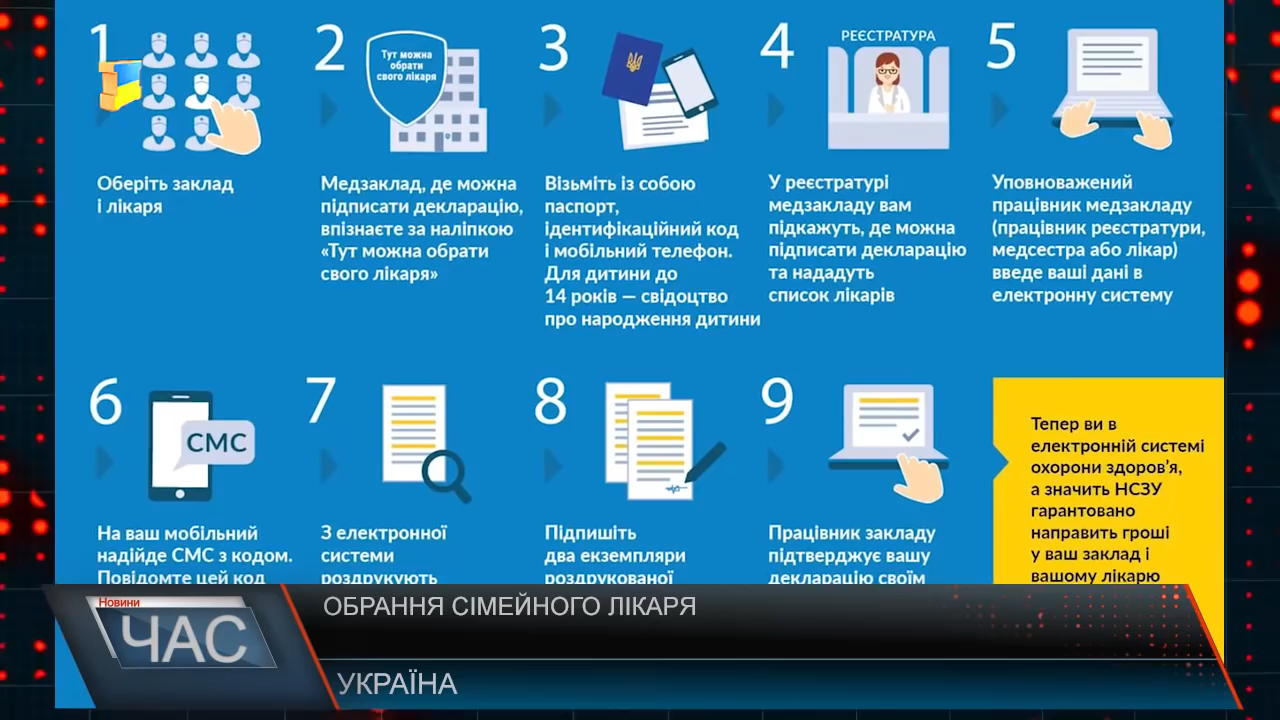 1
Оберіть заклад
і лікаря
2
Тут можна
обрати
свого лікаря
Медзаклад, де можна
підписати декларацію,
впізнаєте за наліпкою
«Тут можна обрати
свого лікаря»
3
Візьміть із собою
паспорт,
ідентифікаційний код
і мобільний телефон.
Для дитини до
14 років — свідоцтво
про народження дитини
4
РЕЄСТРАТУРА
У реєстратурі
медзакладу вам
підкажуть, де можна
підписати декларацію
та нададуть
список лікарів
5
Уповноважений
працівник медзакладу
(працівник реєстратури,
медсестра або лікар)
введе ваші дані в
електронну систему
6
СМС
На ваш мобільний
надійде СМС з кодом.
Повідомте цей код
7
З електронної
системи
роздрукують
8
Підпишіть
два екземпляри
роздрукованої
9
Працівник закладу
підтверджує вашу
декларацію своїм
Тепер ви в
електронній системі
охорони здоров'я,
а значить НСЗУ
гарантовано
направить гроші
у ваш заклад і
вашому лікарю
Новини
ЧАС
ОБРАННЯ СІМЕЙНОГО ЛІКАРЯ
УКРАЇНА